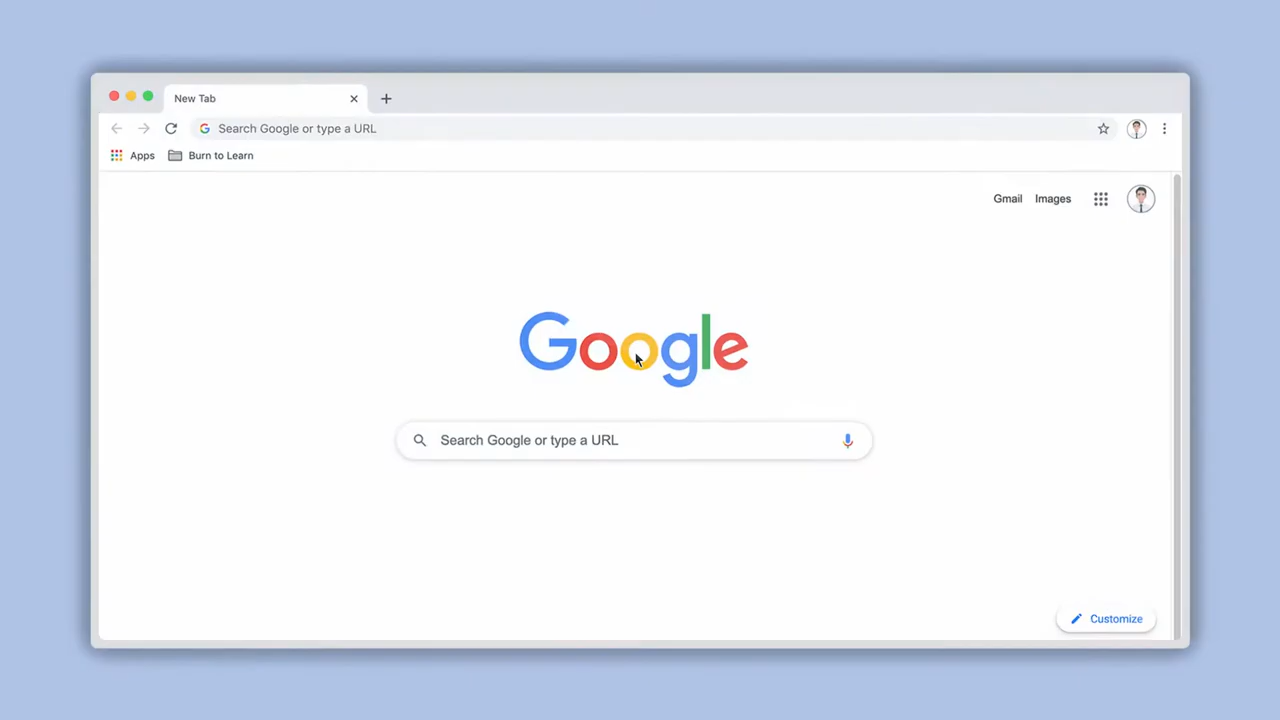 New Tab
Search Google or type a URL
Apps Burn to Learn
Gmail Images
Google
Search Google or type a URL
Customize